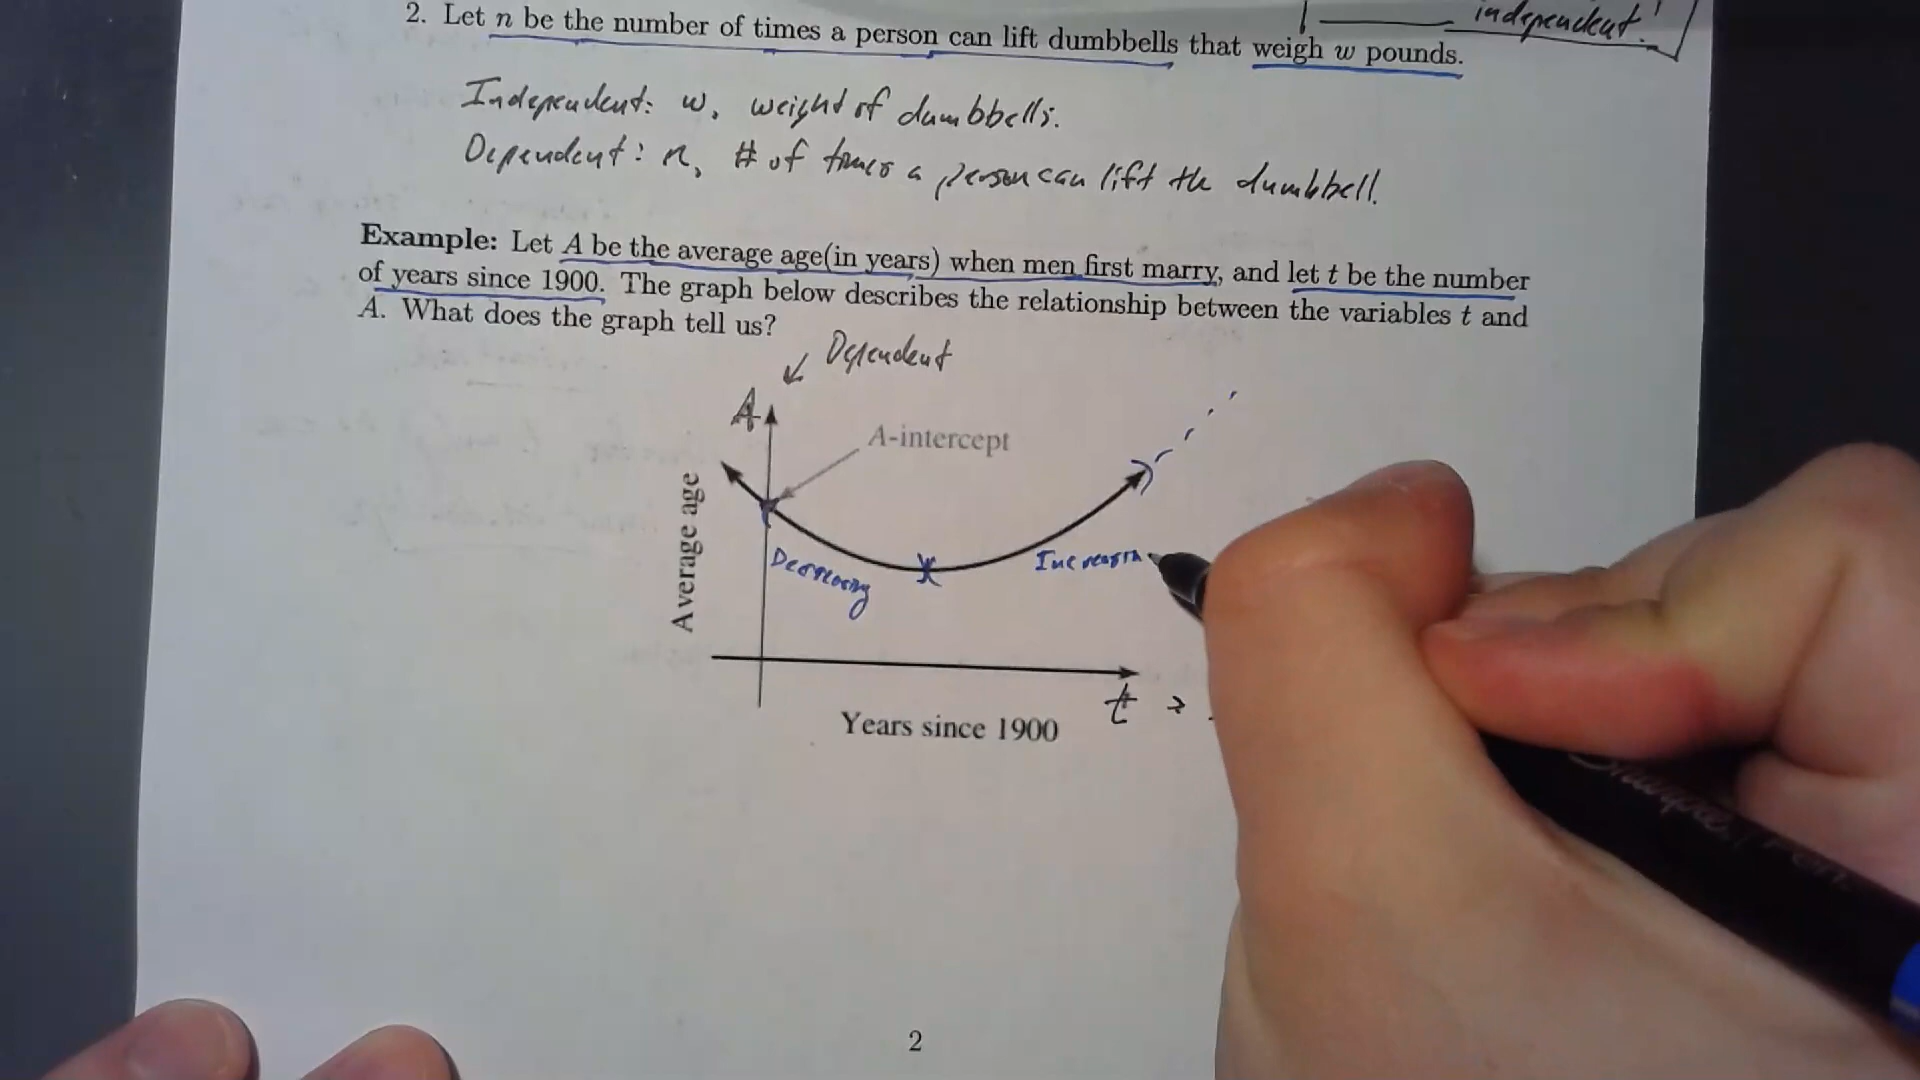 independent!
2. Let n be the number of times a person can lift dumbbells that weigh w pounds.
Independent: w, weight of dumbbells.
Dependent: n, # of times a person can lift the dumbbell.
Example: Let A be the average age(in years) when men first marry, and let t be the number
of years since 1900. The graph below describes the relationship between the variables t and
A. What does the graph tell us?
Dependent
A
A-intercept
Average age
Decreasing
Increasin
t
Years since 1900
2